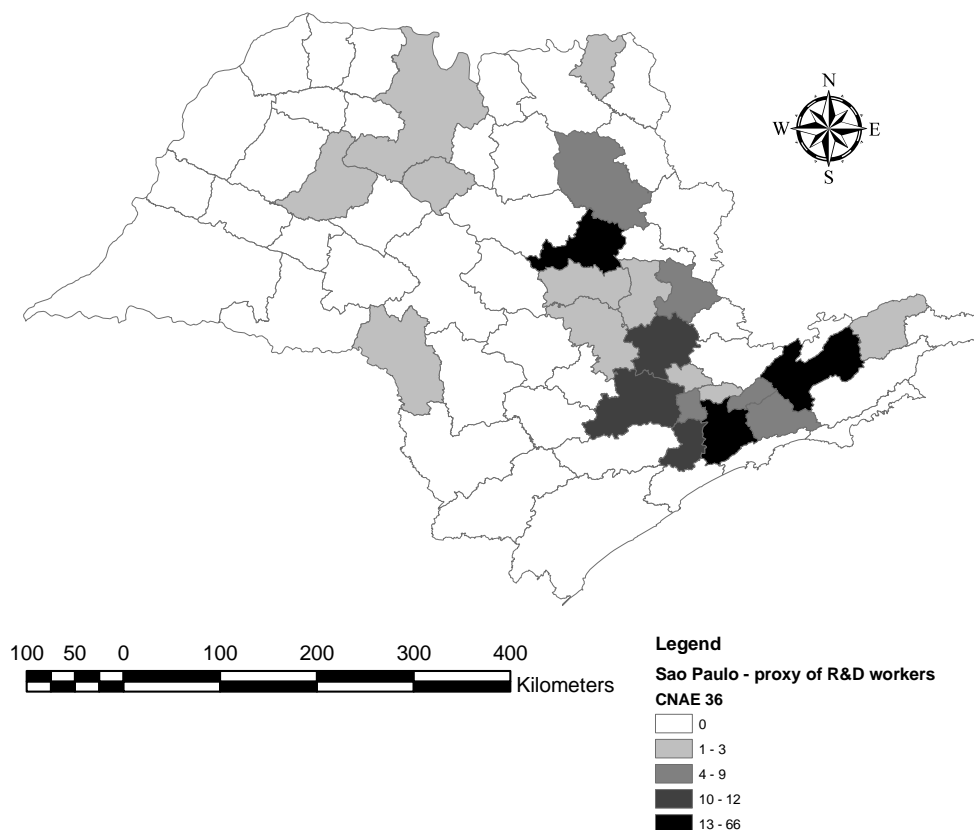 N
W E
S
100 50 0 100 200 300 400
Kilometers
Legend
Sao Paulo - proxy of R&D workers
CNAE 36
0
1 - 3
4 - 9
10 - 12
13 - 66